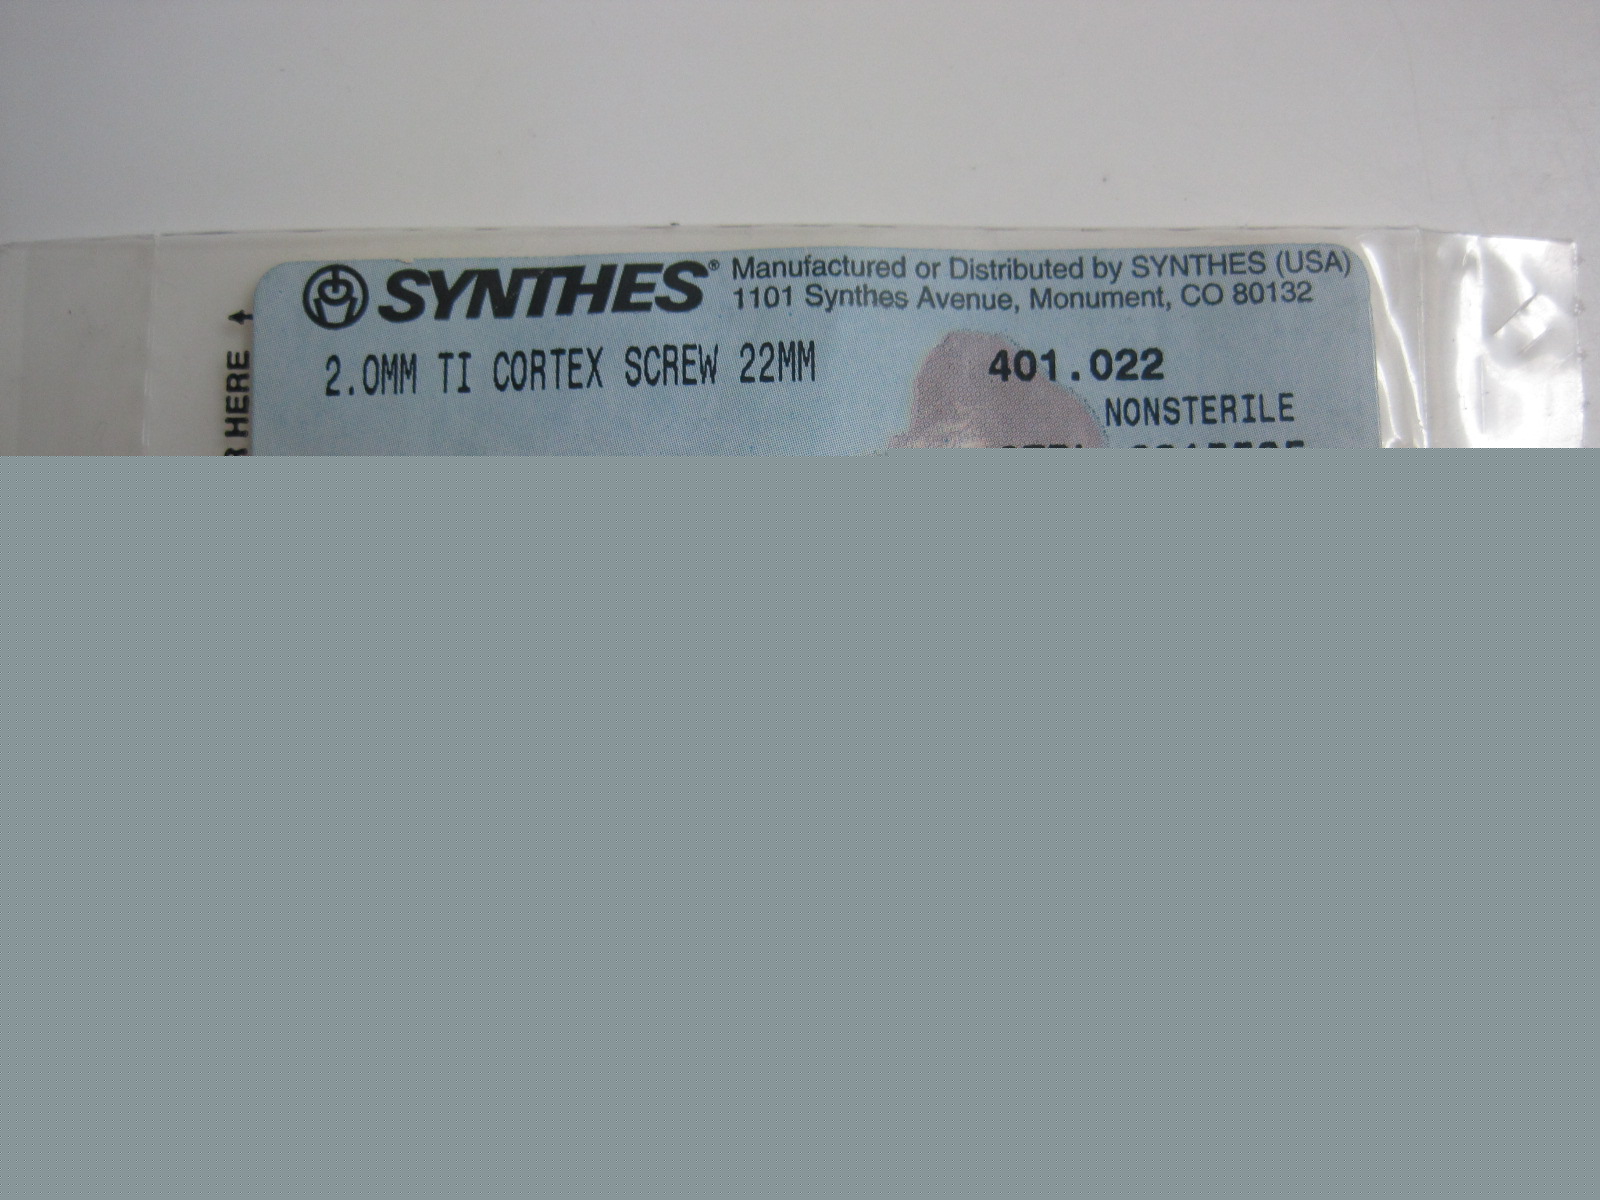 SYNTHES® Manufactured or Distributed by SYNTHES (USA)
1101 Synthes Avenue, Monument, CO 80132
2.0MM TI CORTEX SCREW 22MM
401.022
NONSTERILE
HERE